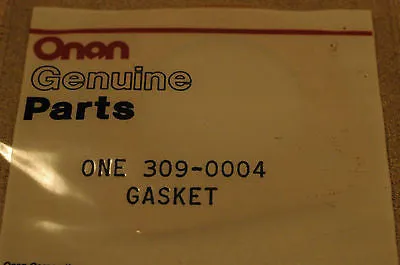 Onan
Genuine
Parts
ONE 309-0004
GASKET